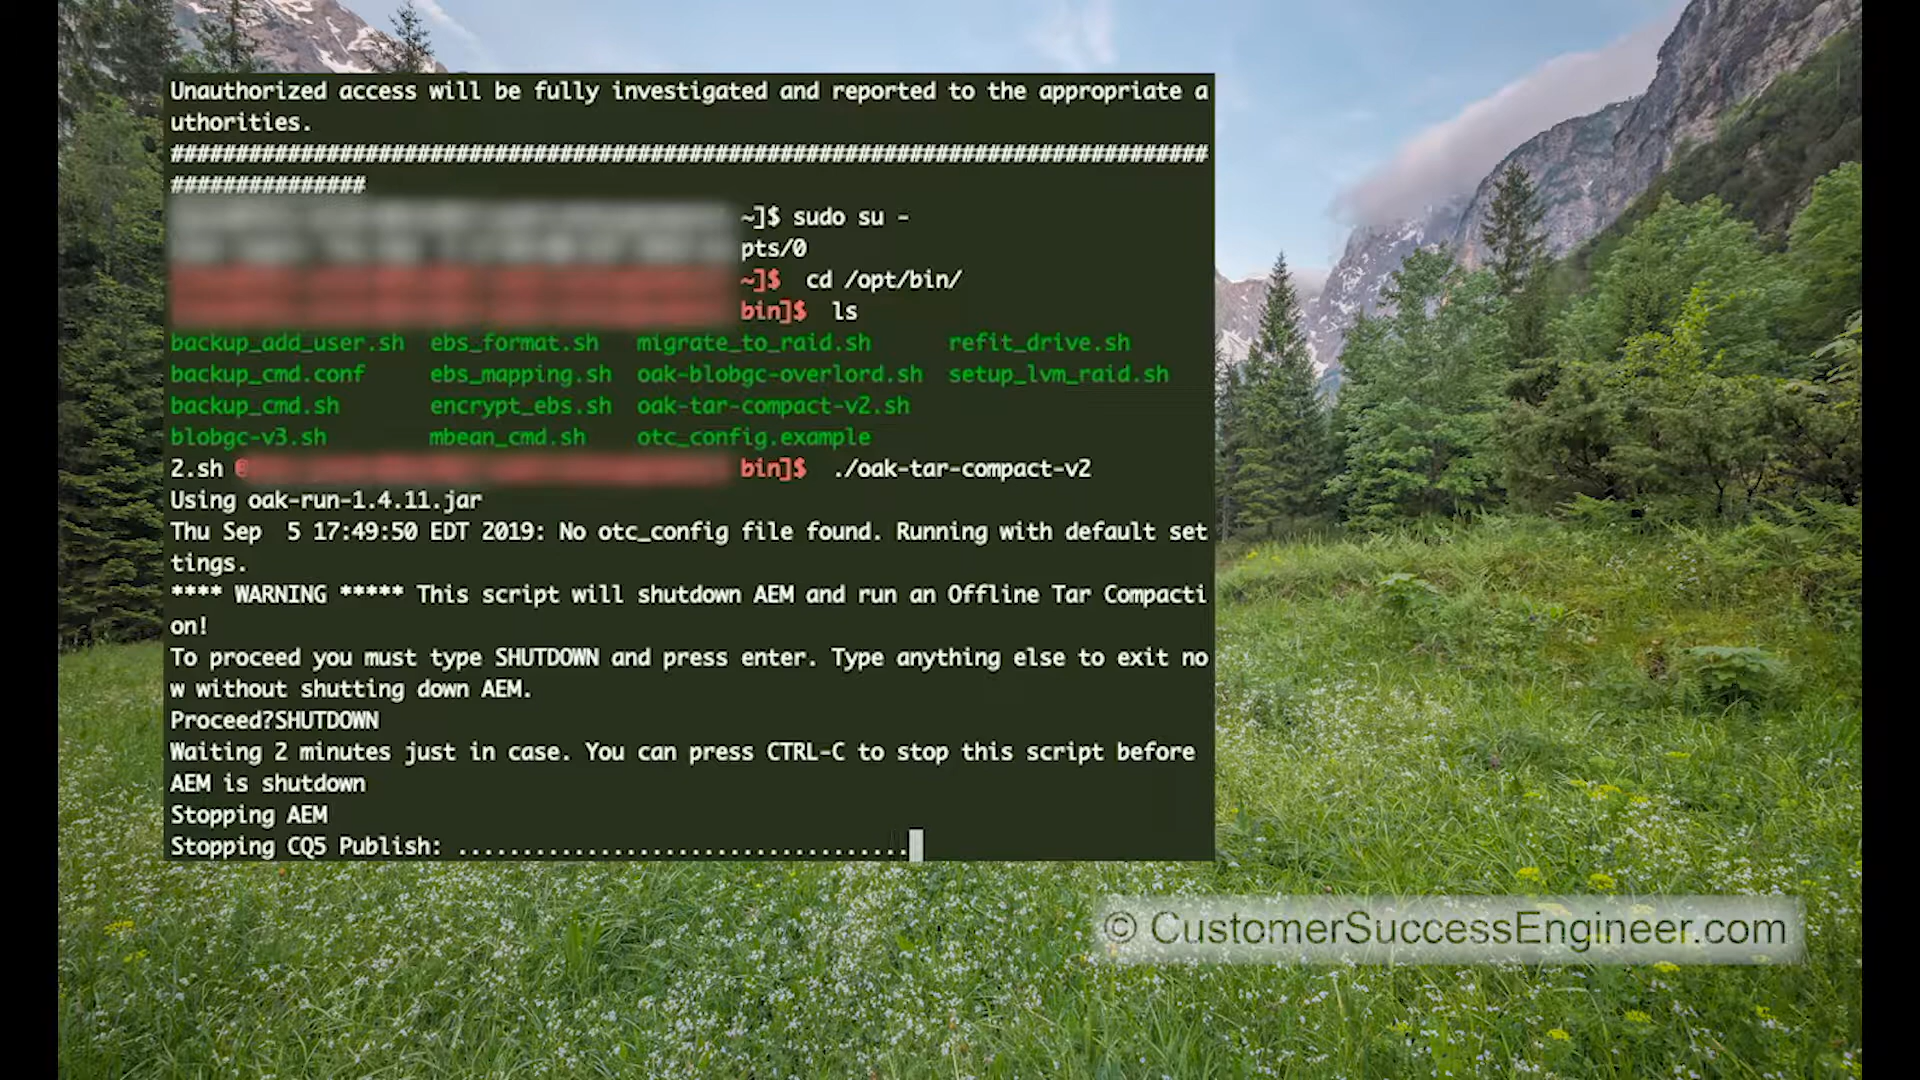 Unauthorized access will be fully investigated and reported to the appropriate a
uthorities.
################################################################################
###############
~]$ sudo su -
pts/0
~]$ cd /opt/bin/
bin]$ ls
backup_add_user.sh ebs_format.sh migrate_to_raid.sh refit_drive.sh
backup_cmd.conf ebs_mapping.sh oak-blobgc-overlord.sh setup_lvm_raid.sh
backup_cmd.sh encrypt_ebs.sh oak-tar-compact-v2.sh
blobgc-v3.sh mbean_cmd.sh otc_config.example
2.sh bin]$ ./oak-tar-compact-v2
Using oak-run-1.4.11.jar
Thu Sep  5 17:49:50 EDT 2019: No otc_config file found. Running with default set
tings.
**** WARNING ***** This script will shutdown AEM and run an Offline Tar Compacti
on!
To proceed you must type SHUTDOWN and press enter. Type anything else to exit no
w without shutting down AEM.
Proceed?SHUTDOWN
Waiting 2 minutes just in case. You can press CTRL-C to stop this script before
AEM is shutdown
Stopping AEM
Stopping CQ5 Publish: ...................................
© CustomerSuccessEngineer.com